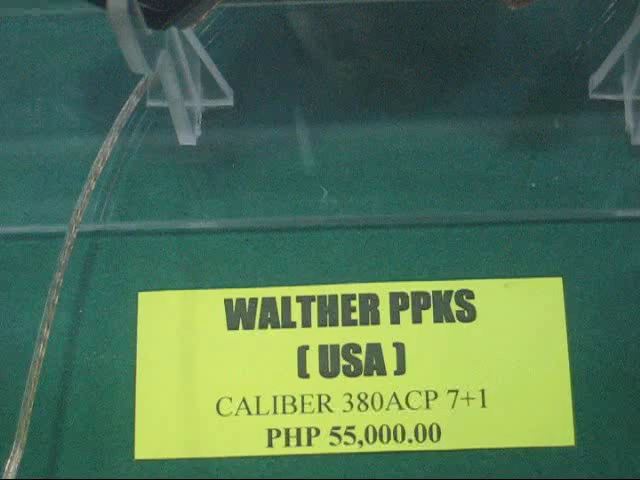 WALTHER PPKS
( USA )
CALIBER 380ACP 7+1
PHP 55,000.00